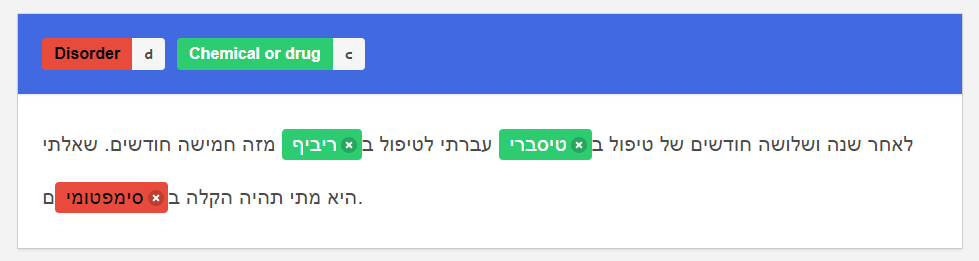 Disorder d Chemical or drug c
לאחר שנה ושלושה חודשים של טיפול בטיסברי עברתי לטיפול בריביף מזה חמישה חודשים. שאלתי
היא מתי תהיה הקלה בסימפטומים.